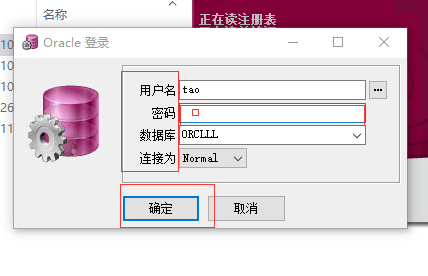 名称
正在读注册表
10
10
10
26
11
Oracle 登录
用户名 tao
密码
数据库 ORCLLL
连接为 Normal
确定 取消